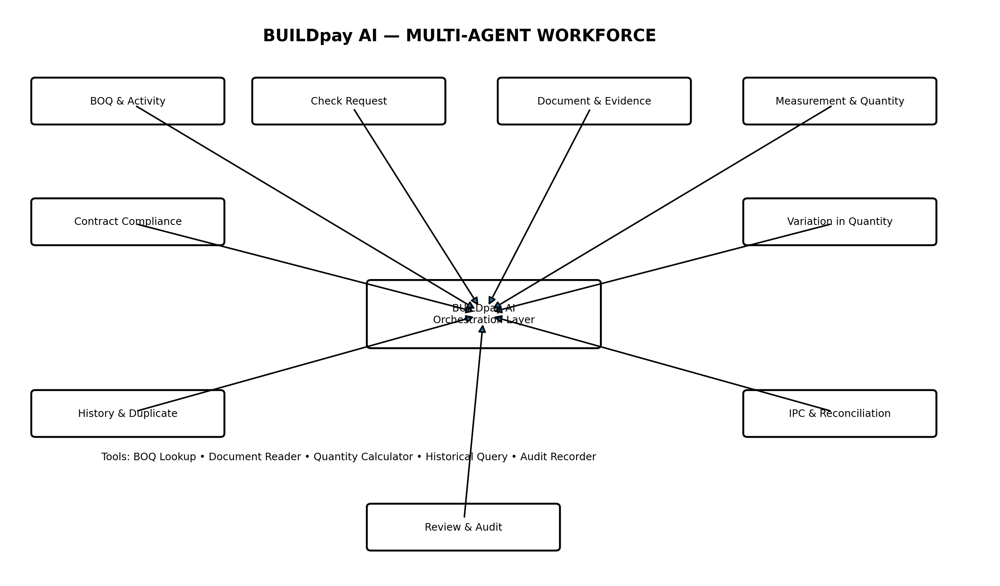 BUILDpay AI — MULTI-AGENT WORKFORCE
BOQ & Activity
Check Request
Document & Evidence
Measurement & Quantity
Contract Compliance
Variation in Quantity
BUILDpay AI
Orchestration Layer
History & Duplicate
IPC & Reconciliation
Tools: BOQ Lookup • Document Reader • Quantity Calculator • Historical Query • Audit Recorder
Review & Audit